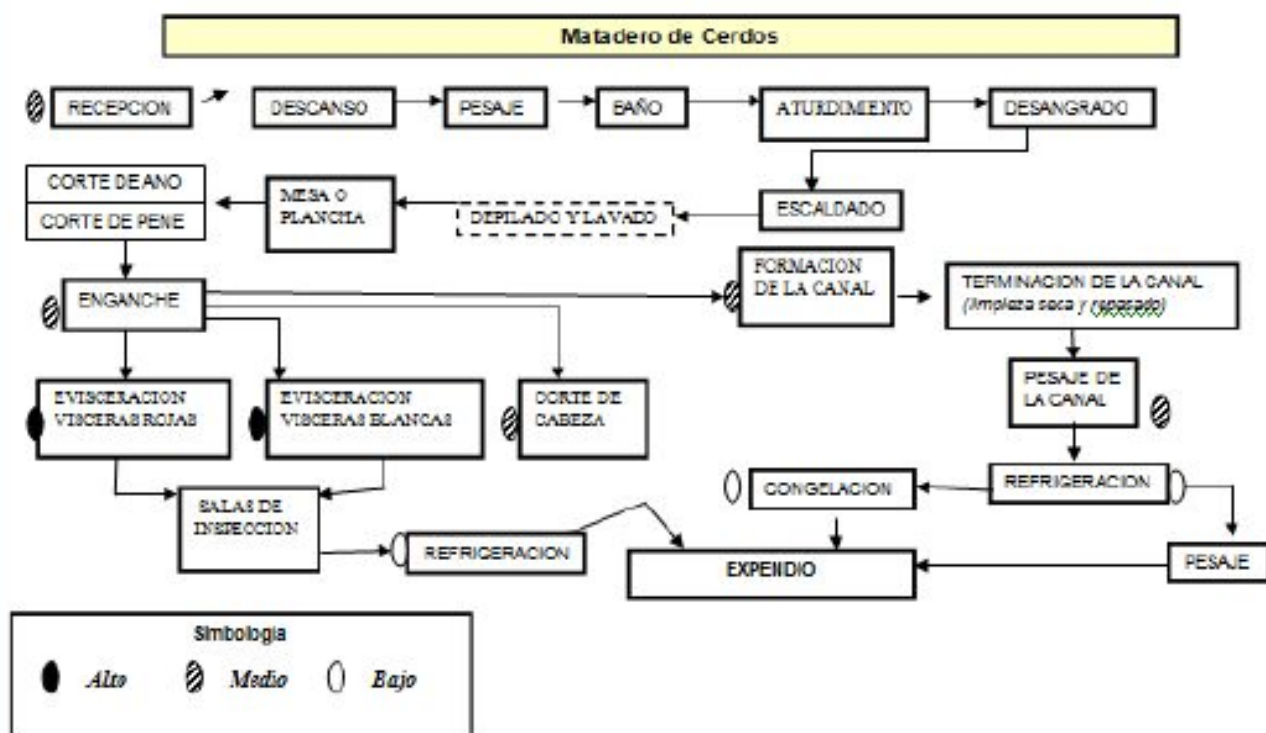 Matadero de Cerdos
RECEPCION
DESCANSO
PESAJE
BAÑO
ATURDIMIENTO
DESANGRADO
CORTE DE ANO
CORTE DE PENE
MESA O
PLANCHA
DEPILADO Y LAVADO
ESCALDADO
ENGANCHE
FORMACION
DE LA CANAL
TERMINACION DE LA CANAL
(limpieza seca y repasado)
EVISCERACION
VISCERAS ROJAS
EVISCERACION
VISCERAS BLANCAS
CORTE DE
CABEZA
PESAJE DE
LA CANAL
SALAS DE
INSPECCION
REFRIGERACION
CONGELACION
REFRIGERACION
EXPENDIO
PESAJE
Simbologia
Alto
Medio
Bajo